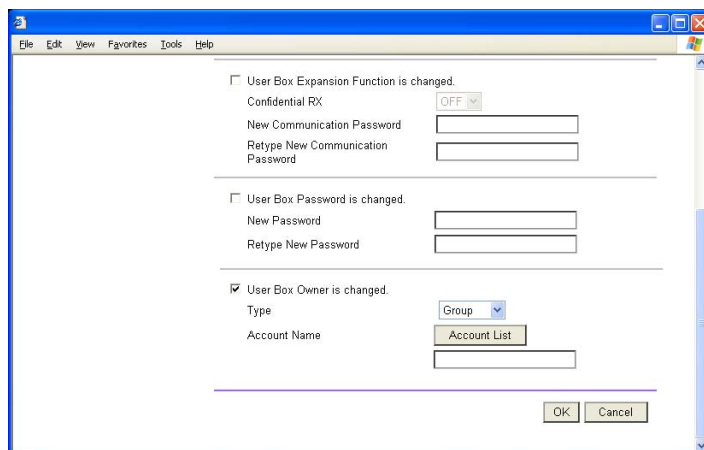 File Edit View Favorites Tools Help
User Box Expansion Function is changed.
Confidential RX OFF
New Communication Password
Retype New Communication
Password
User Box Password is changed.
New Password
Retype New Password
User Box Owner is changed.
Type Group
Account Name Account List
OK Cancel